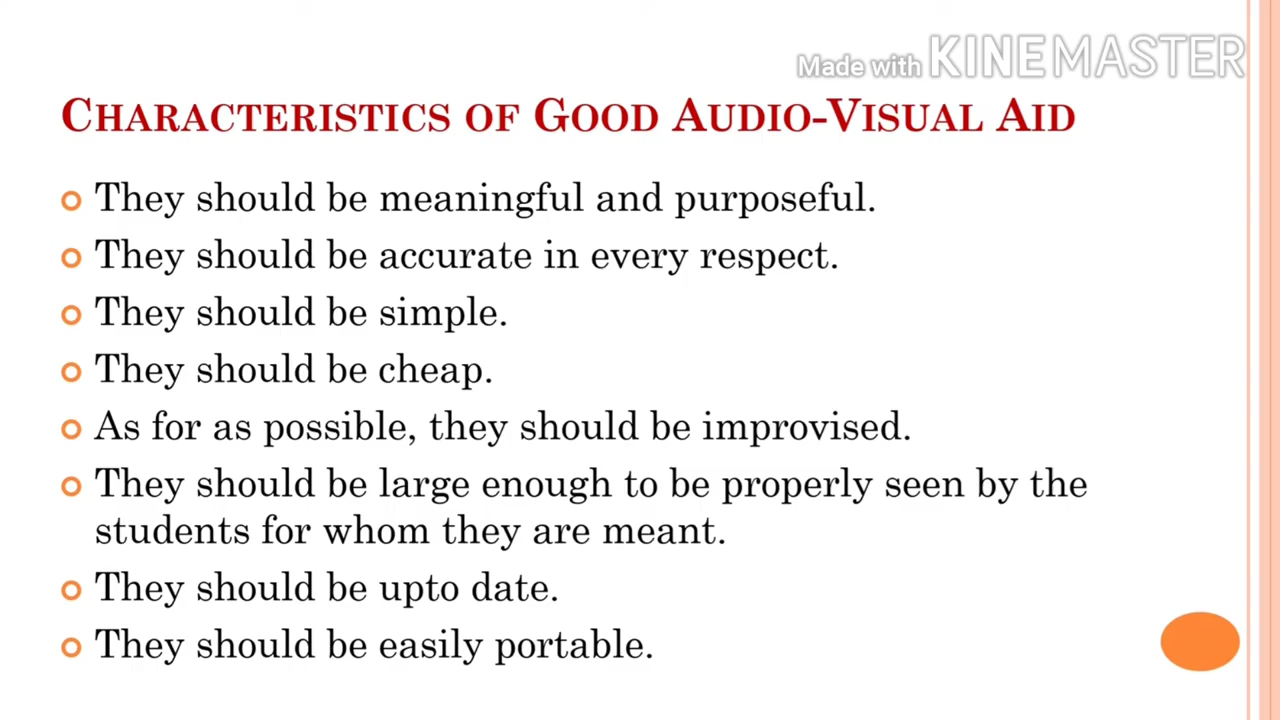 Made with KINEMASTER
CHARACTERISTICS OF GOOD AUDIO-VISUAL AID
They should be meaningful and purposeful.
They should be accurate in every respect.
They should be simple.
They should be cheap.
As for as possible, they should be improvised.
They should be large enough to be properly seen by the
students for whom they are meant.
They should be upto date.
They should be easily portable.